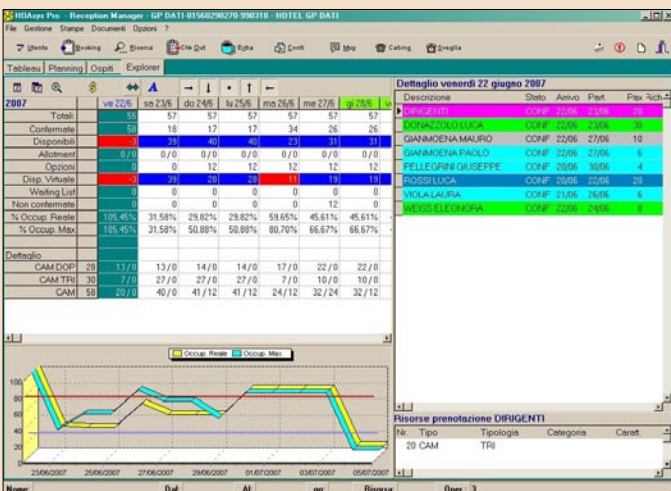 HOAsys Pro - Reception Manager - GP DATI-01560290270-990310 - HOTEL GP DATI
File Gestione Stampe Documenti Opzioni ?
Utente Booking Ricerca Chk Out Extra Conti Msg Cabing Sveglia
Tableau Planning Ospiti Explorer
2007 ve 22/6 sa 23/6 do 24/6 lu 25/6 ma 26/6 me 27/6 gi 28/6
Totali 55 57 57 57 57 57 57
Confermate 58 18 17 17 34 26 26
Disponibili -3 39 40 40 23 31 31
Allotment 0/0 0/0 0/0 0/0 0/0 0/0 0/0
Opzioni 0 0 12 12 12 12 12
Disp. Virtuale -3 39 28 28 11 19 19
Waiting List 0 0 0 0 0 0 0
Non confermate 0 0 0 0 0 12 0
% Occup. Reale 105,45% 31,58% 29,82% 29,82% 59,65% 45,61% 45,61%
% Occup. Max 105,45% 31,58% 50,88% 50,88% 80,70% 66,67% 66,67%
Dettaglio
CAM DOP 28 13/0 13/0 14/0 14/0 17/0 22/0 22/0
CAM TRI 30 7/0 27/0 27/0 27/0 7/0 10/0 10/0
CAM 58 20/0 40/0 41/12 41/12 24/12 32/24 32/12
Occup. Reale Occup. Max
100
80
60
40
20
0
23/06/2007 25/06/2007 27/06/2007 29/06/2007 01/07/2007 03/07/2007 05/07/2007
Dettaglio venerdì 22 giugno 2007
Descrizione Stato Arrivo Part. Pax Rich
DIRIGENTI CONF 22/06 23/06 20
DONAZZOLO LUCA CONF 22/06 23/06 30
GIANMOENA MAURO CONF 22/06 27/06 10
GIANMOENA PAOLO CONF 22/06 27/06 6
PELLEGRINI GIUSEPPE CONF 20/06 30/06 4
ROSSI LUCA CONF 20/06 22/06 20
VIOLA LAURA CONF 21/06 26/06 6
WEISS ELEONORA CONF 22/06 24/06 8
Risorse prenotazione DIRIGENTI
Nr. Tipo Tipologia Categoria Caratt.
20 CAM TRI
Nome: Dal: Al: pp: Risorsa: Oper.: 3